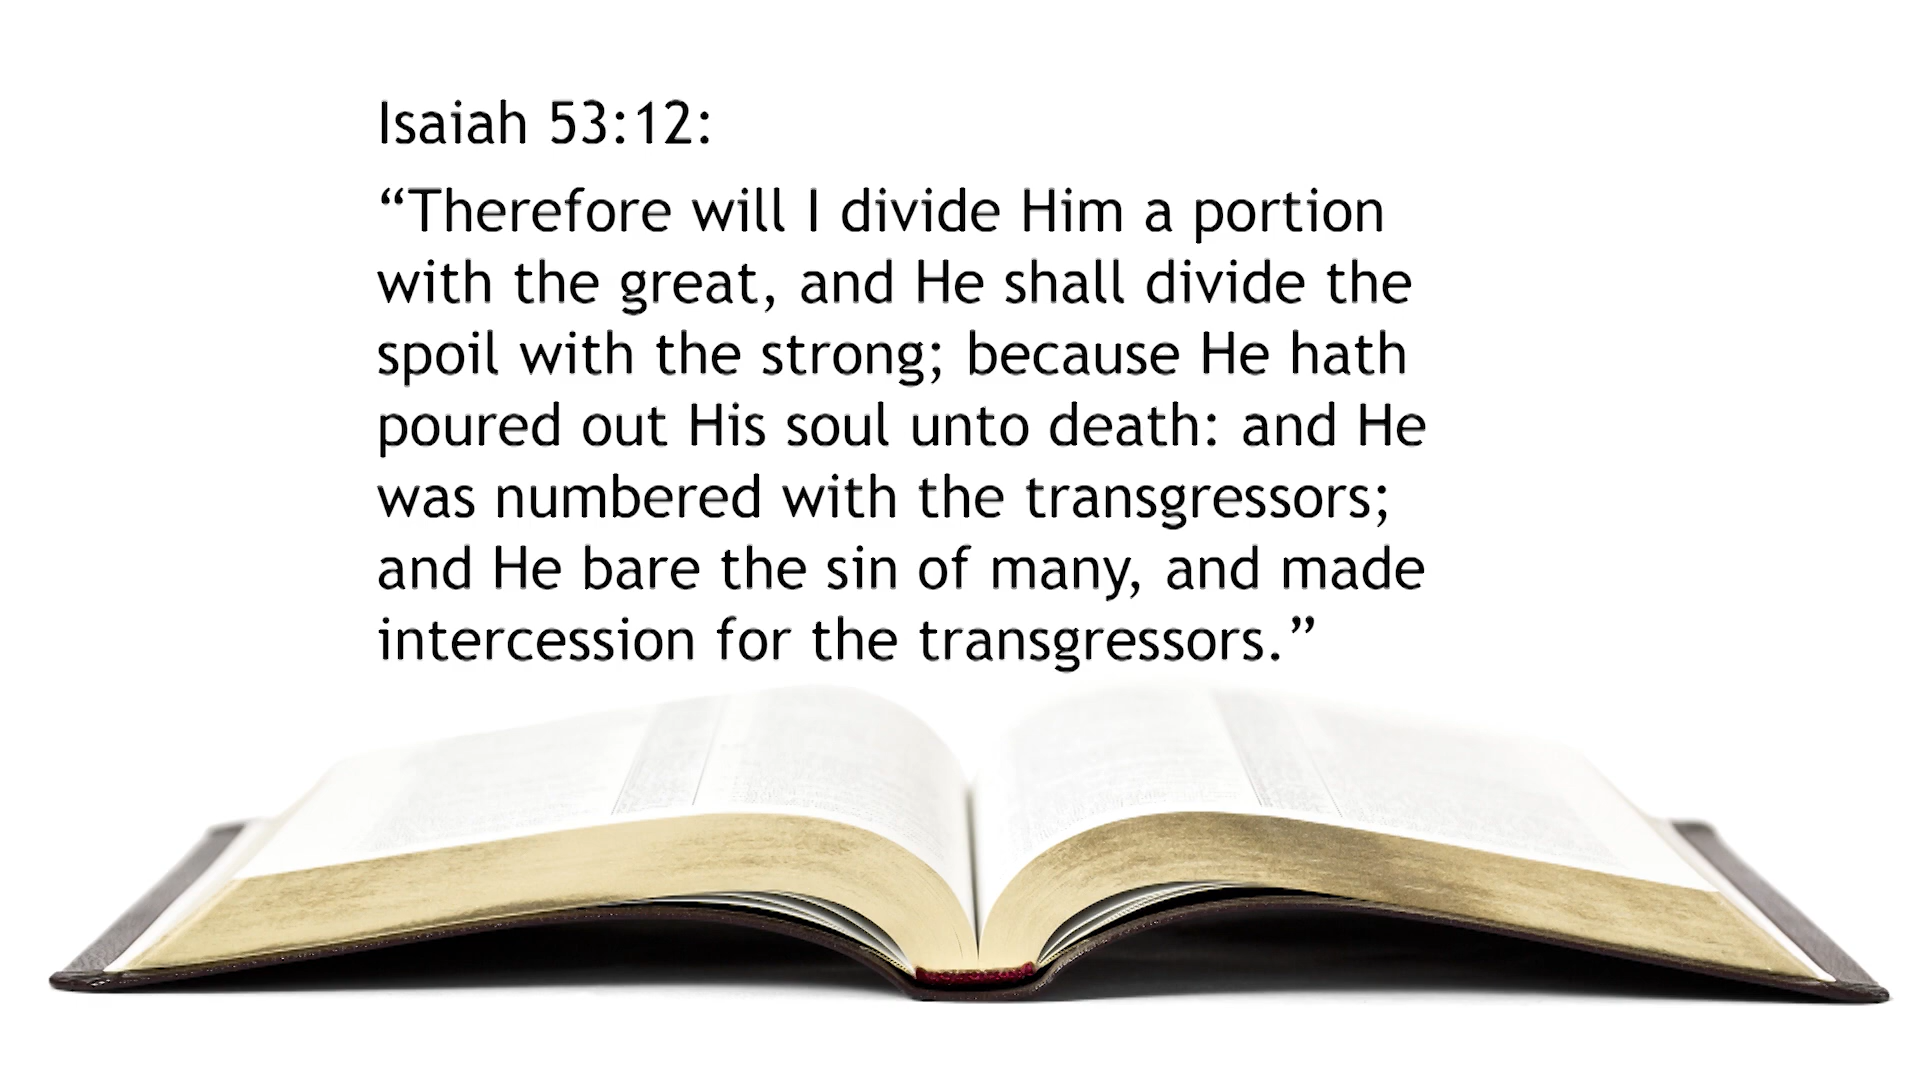 Isaiah 53:12:
“Therefore will I divide Him a portion
with the great, and He shall divide the
spoil with the strong; because He hath
poured out His soul unto death: and He
was numbered with the transgressors;
and He bare the sin of many, and made
intercession for the transgressors.”